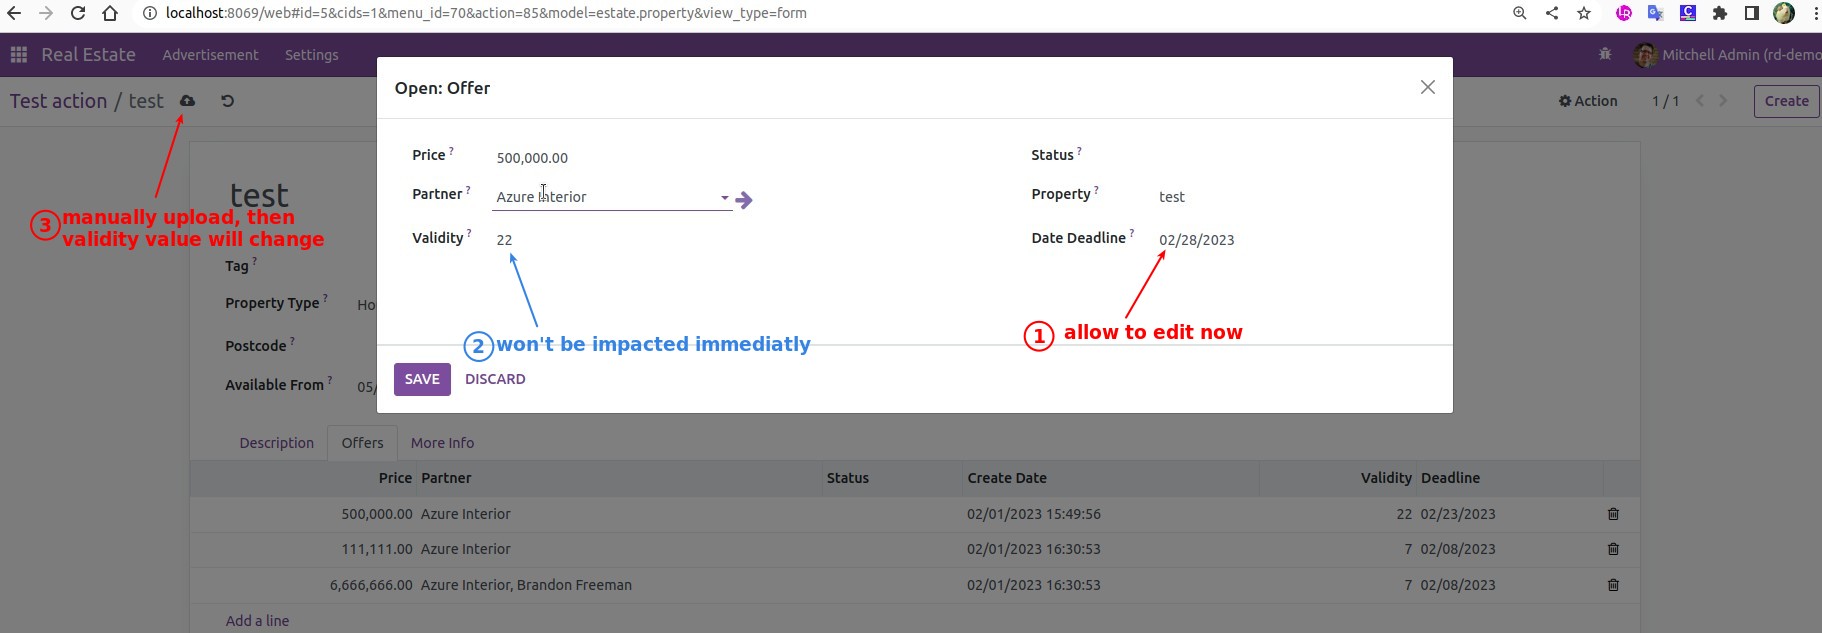 localhost:8069/web#id=5&cids=1&menu_id=70&action=85&model=estate.property&view_type=form
Real Estate Advertisement Settings Mitchell Admin (rd-demo
Test action / test Action 1 / 1 Create
Open: Offer
Price ? 500,000.00 Status ?
Partner ? Azure Interior Property ? test
Validity ? 22 Date Deadline ? 02/28/2023
test
3 manually upload, then
validity value will change
Tag ?
Property Type ? Ho
2 won't be impacted immediatly
1 allow to edit now
Postcode ?
Available From ? 05/
SAVE DISCARD
Description Offers More Info
Price Partner Status Create Date Validity Deadline
500,000.00 Azure Interior 02/01/2023 15:49:56 22 02/23/2023
111,111.00 Azure Interior 02/01/2023 16:30:53 7 02/08/2023
6,666,666.00 Azure Interior, Brandon Freeman 02/01/2023 16:30:53 7 02/08/2023
Add a line